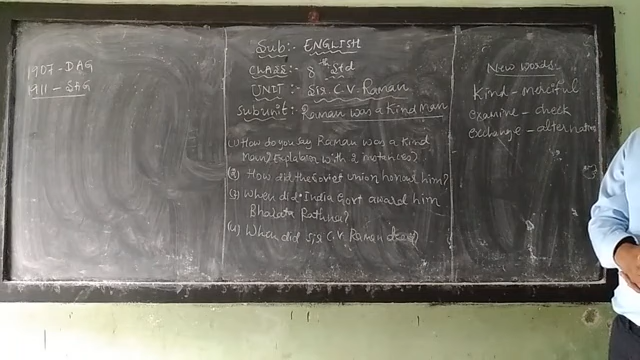 1907 - DAG
1911 - SAG
Sub:- ENGLISH
CLASS:- 8th Std
UNIT:- Sir. C.V. Raman
Subunit: Raman was a Kind Man
(1) How do you say Raman was a kind
Man? Explain with 2 instances.
(2) How did the Soviet union honour him?
(3) When did India Govt award him
Bharata Rathna?
(4) When did Sir C.V. Raman
New words:
Kind - merciful
examine - check
exchange - alternative